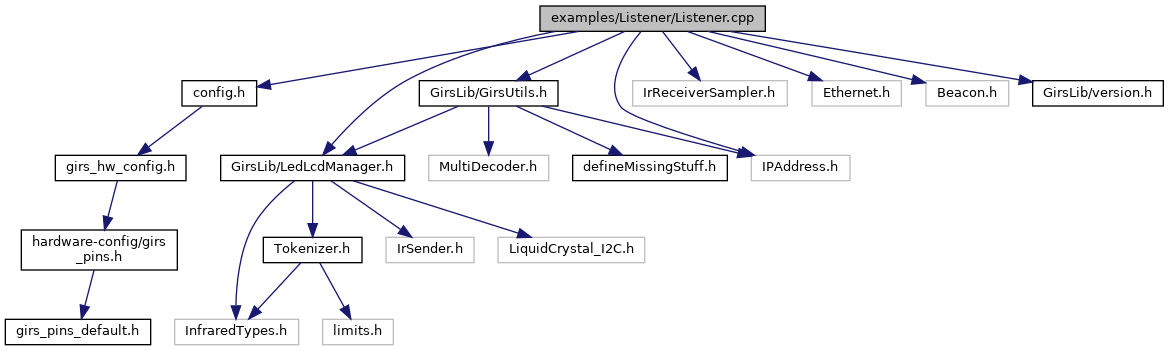 examples/Listener/Listener.cpp
config.h
GirsLib/GirsUtils.h
IrReceiverSampler.h
Ethernet.h
Beacon.h
GirsLib/version.h
girs_hw_config.h
GirsLib/LedLcdManager.h
MultiDecoder.h
defineMissingStuff.h
IPAddress.h
hardware-config/girs
_pins.h
Tokenizer.h
IrSender.h
LiquidCrystal_I2C.h
girs_pins_default.h
InfraredTypes.h
limits.h